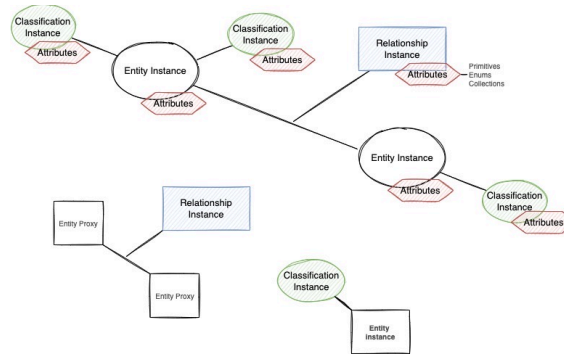 Classification
Instance
Attributes
Classification
Instance
Attributes
Entity Instance
Attributes
Relationship
Instance
Attributes
Primitives
Enums
Collections
Entity Instance
Attributes
Classification
Instance
Attributes
Relationship
Instance
Entity Proxy
Entity Proxy
Classification
Instance
Entity
instance